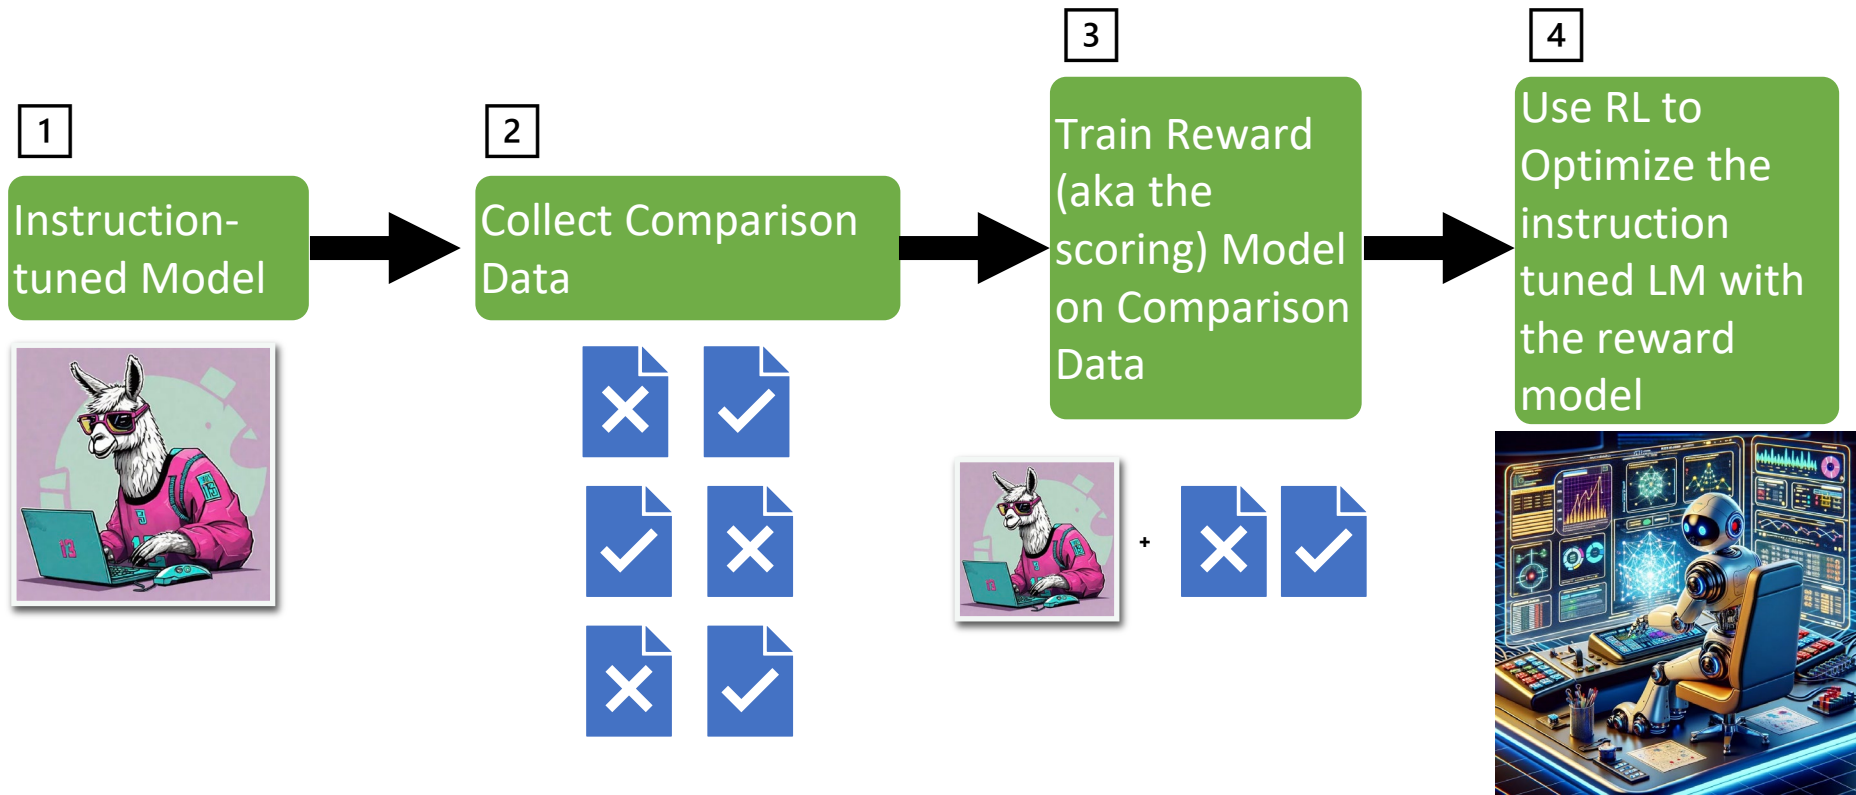 1
Instruction-
tuned Model
2
Collect Comparison
Data
3
Train Reward
(aka the
scoring) Model
on Comparison
Data
+
4
Use RL to
Optimize the
instruction
tuned LM with
the reward
model